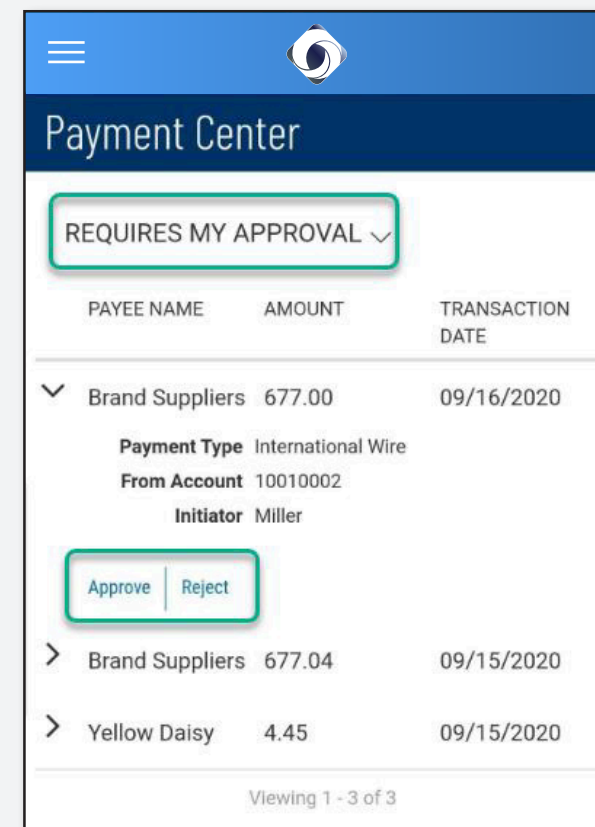 Payment Center
REQUIRES MY APPROVAL
PAYEE NAME AMOUNT TRANSACTION
DATE
Brand Suppliers 677.00 09/16/2020
Payment Type International Wire
From Account 10010002
Initiator Miller
Approve Reject
Brand Suppliers 677.04 09/15/2020
Yellow Daisy 4.45 09/15/2020
Viewing 1 - 3 of 3